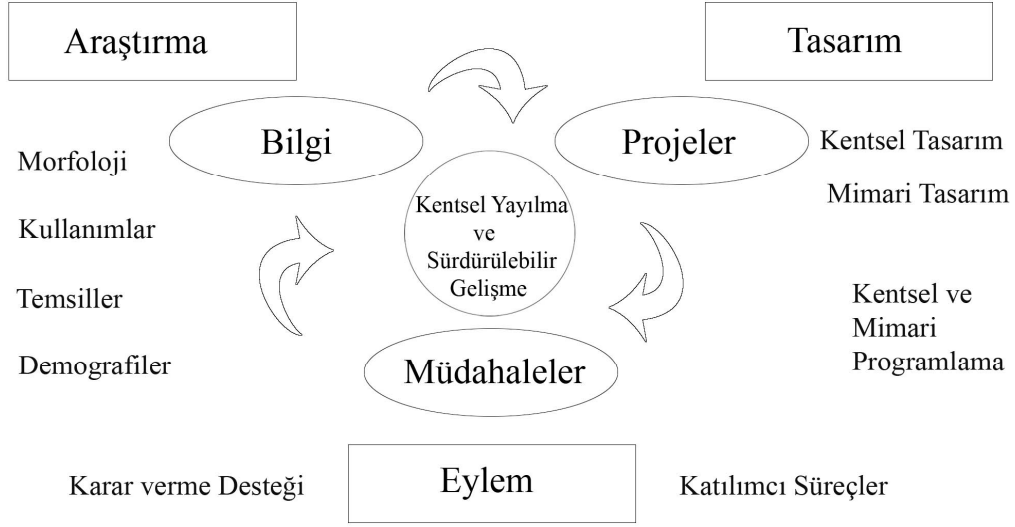 Araştırma
Tasarım
Bilgi
Projeler
Morfoloji
Kullanımlar
Temsiller
Demografiler
Kentsel Yayılma
ve
Sürdürülebilir
Gelişme
Kentsel Tasarım
Mimari Tasarım
Kentsel ve
Mimari
Programlama
Müdahaleler
Karar verme Desteği
Eylem
Katılımcı Süreçler